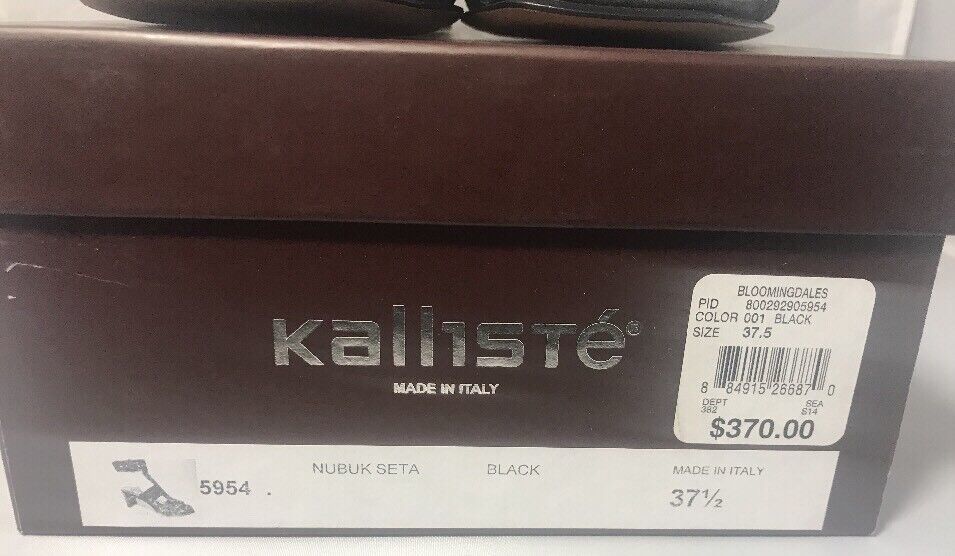 Kallisté®
MADE IN ITALY
BLOOMINGDALES
PID 800292905954
COLOR 001 BLACK
SIZE 37.5
8 84915 26687 0
DEPT SEA
382 S14
$370.00
5954 . NUBUK SETA BLACK MADE IN ITALY
37½